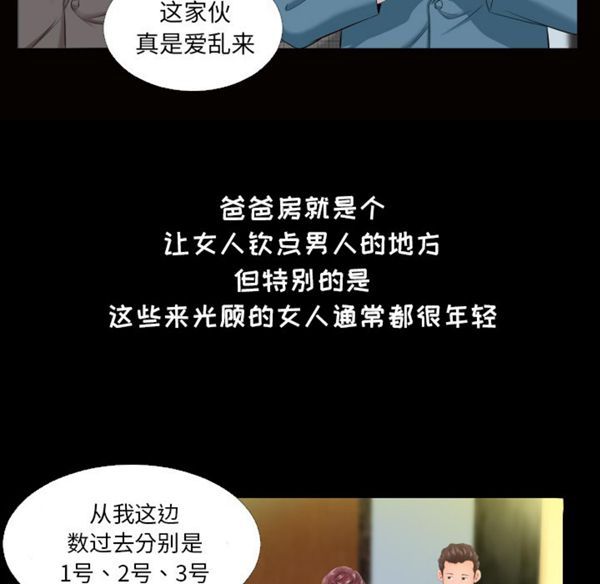 这家伙
真是爱乱来
爸爸房就是个
让女人钦点男人的地方
但特别的是
这些来光顾的女人通常都很年轻
从我这边
数过去分别是
1号、2号、3号